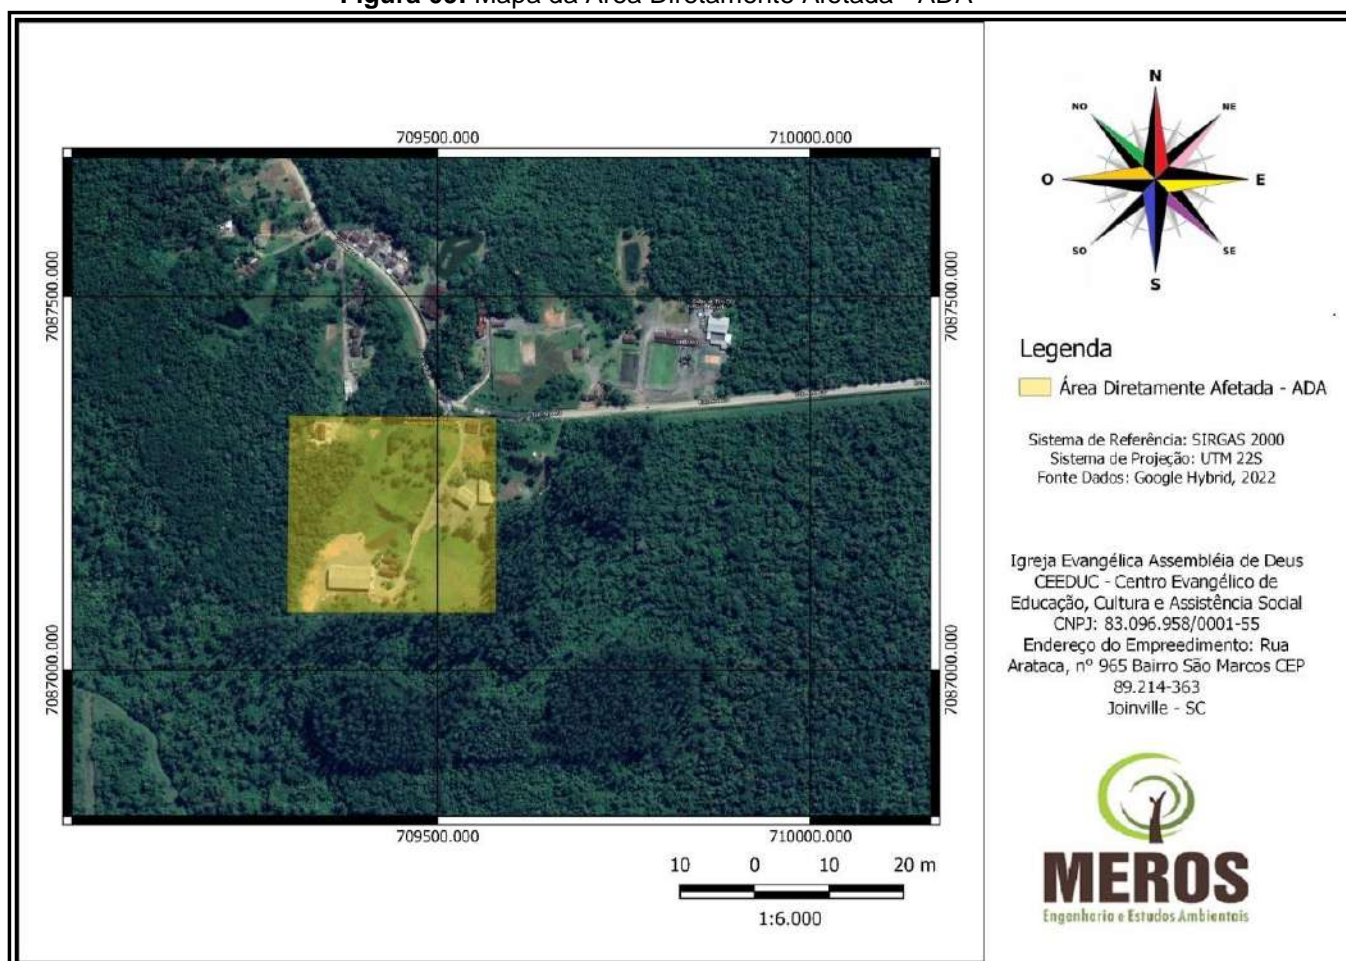 Mapa da Área Diretamente Afetada - ADA
709500.000
710000.000
7087500.000
7087500.000
7087000.000
7087000.000
709500.000
710000.000
10 0 10 20 m
1:6.000
N
NO
NE
O
E
SO
SE
S
Legenda
Área Diretamente Afetada - ADA
Sistema de Referência: SIRGAS 2000
Sistema de Projeção: UTM 22S
Fonte Dados: Google Hybrid, 2022
Igreja Evangélica Assembléia de Deus
CEEDUC - Centro Evangélico de
Educação, Cultura e Assistência Social
CNPJ: 83.096.958/0001-55
Endereço do Empreedimento: Rua
Arataca, nº 965 Bairro São Marcos CEP
89.214-363
Joinville - SC
MEROS
Engenharia e Estudos Ambientais